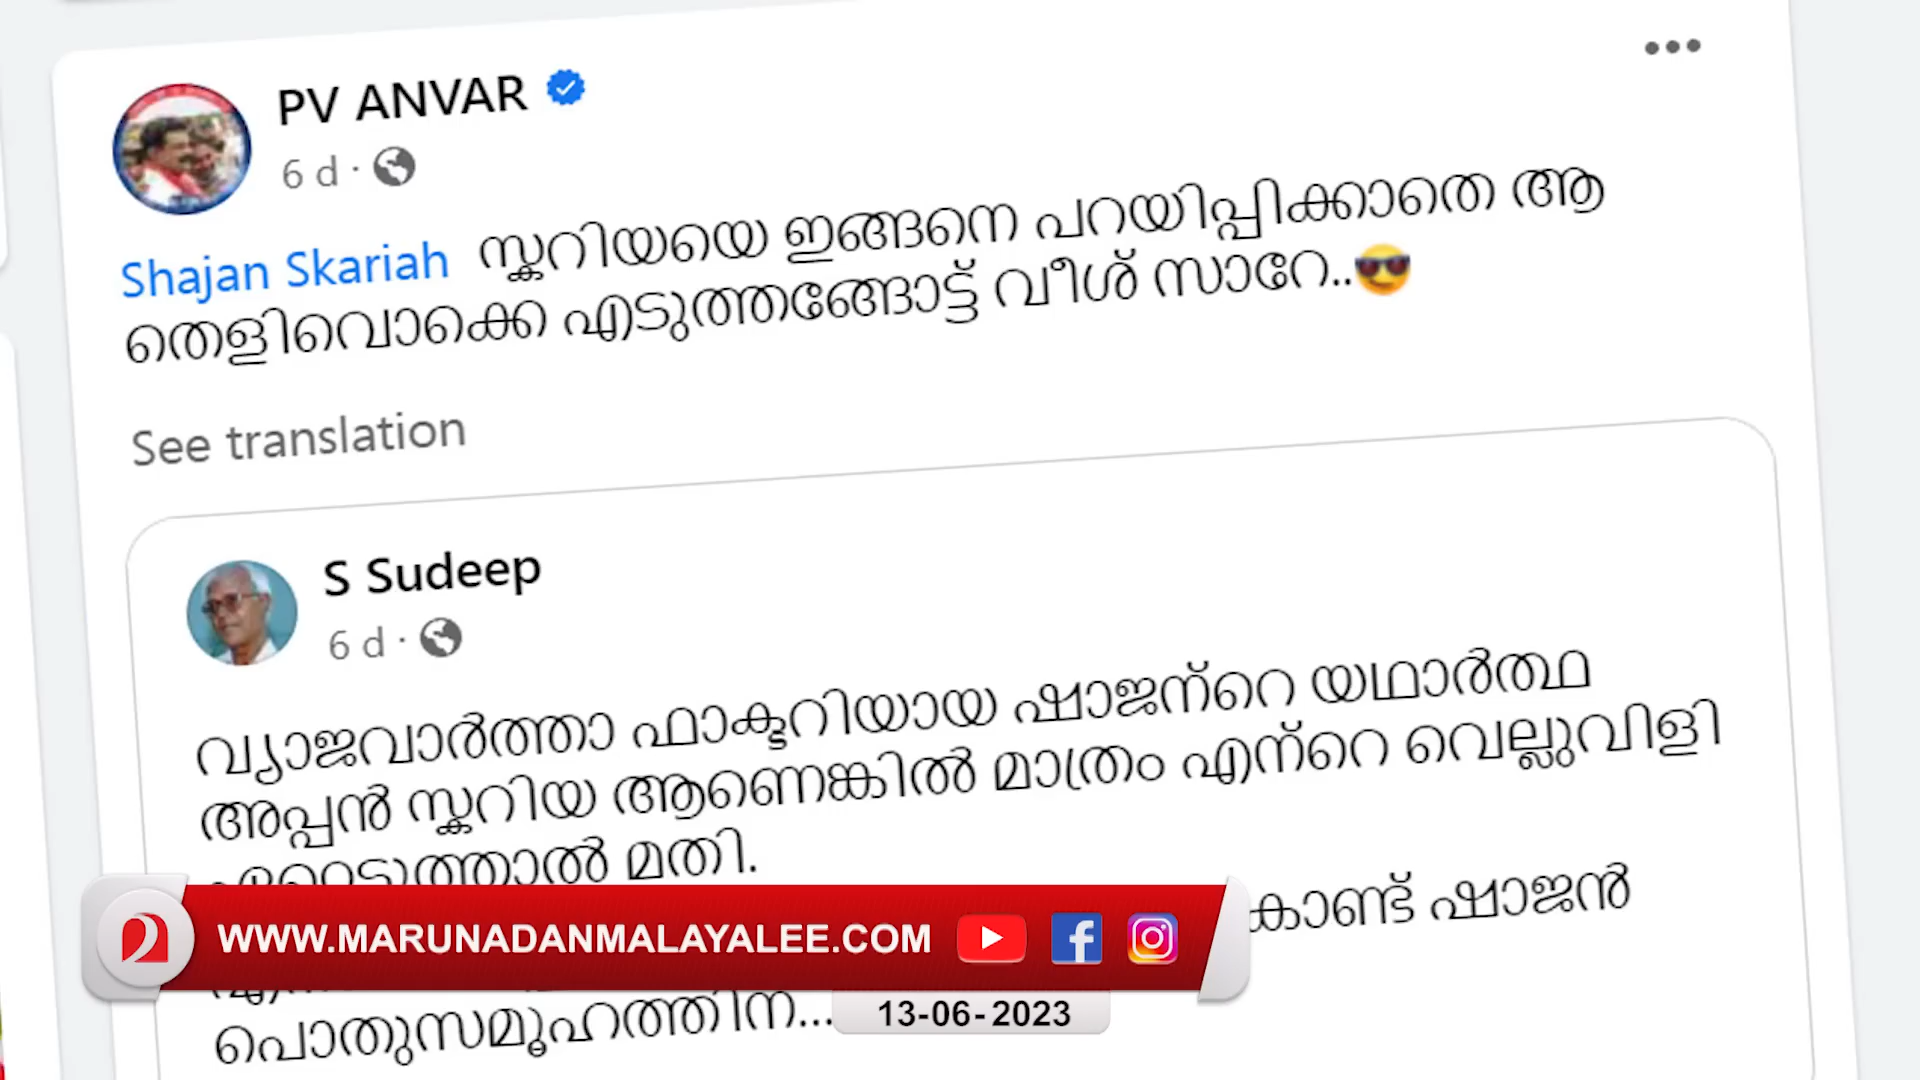 PV ANVAR
6 d ·
Shajan Skariah സ്കറിയയെ ഇങ്ങനെ പറയിപ്പിക്കാതെ ആ
തെളിവൊക്കെ എടുത്തങ്ങോട്ട് വീശ് സാറേ..😎
See translation
S Sudeep
6 d ·
വ്യാജവാർത്താ ഫാക്ടറിയായ ഷാജന്റെ യഥാർത്ഥ
അപ്പൻ സ്കറിയ ആണെങ്കിൽ മാത്രം എന്റെ വെല്ലുവിളി
ഏറ്റെടുത്താൽ മതി.
ഷാജൻ
പൊതുസമൂഹത്തിന...
WWW.MARUNADANMALAYALEE.COM
13-06-2023